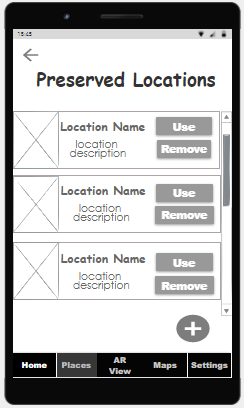 15:45
Preserved Locations
Location Name
location
description
Use
Remove
Location Name
location
description
Use
Remove
Location Name
location
description
Use
Remove
Home
Places
AR
View
Maps
Settings